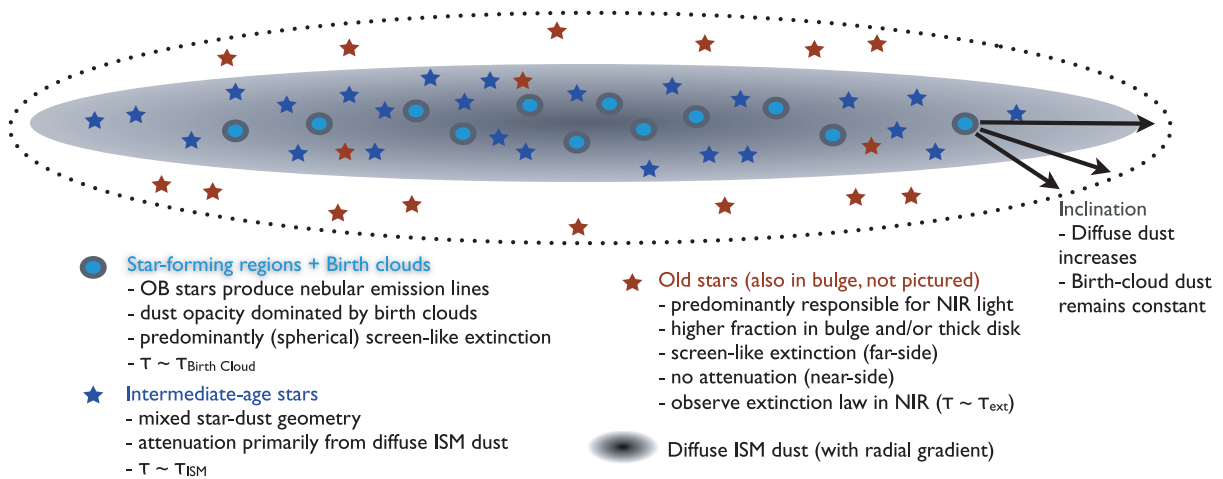 Inclination
- Diffuse dust
increases
- Birth-cloud dust
remains constant
Star-forming regions + Birth clouds
- OB stars produce nebular emission lines
- dust opacity dominated by birth clouds
- predominantly (spherical) screen-like extinction
- τ ~ τBirth Cloud
Intermediate-age stars
- mixed star-dust geometry
- attenuation primarily from diffuse ISM dust
- τ ~ τISM
Old stars (also in bulge, not pictured)
- predominantly responsible for NIR light
- higher fraction in bulge and/or thick disk
- screen-like extinction (far-side)
- no attenuation (near-side)
- observe extinction law in NIR (τ ~ τext)
Diffuse ISM dust (with radial gradient)